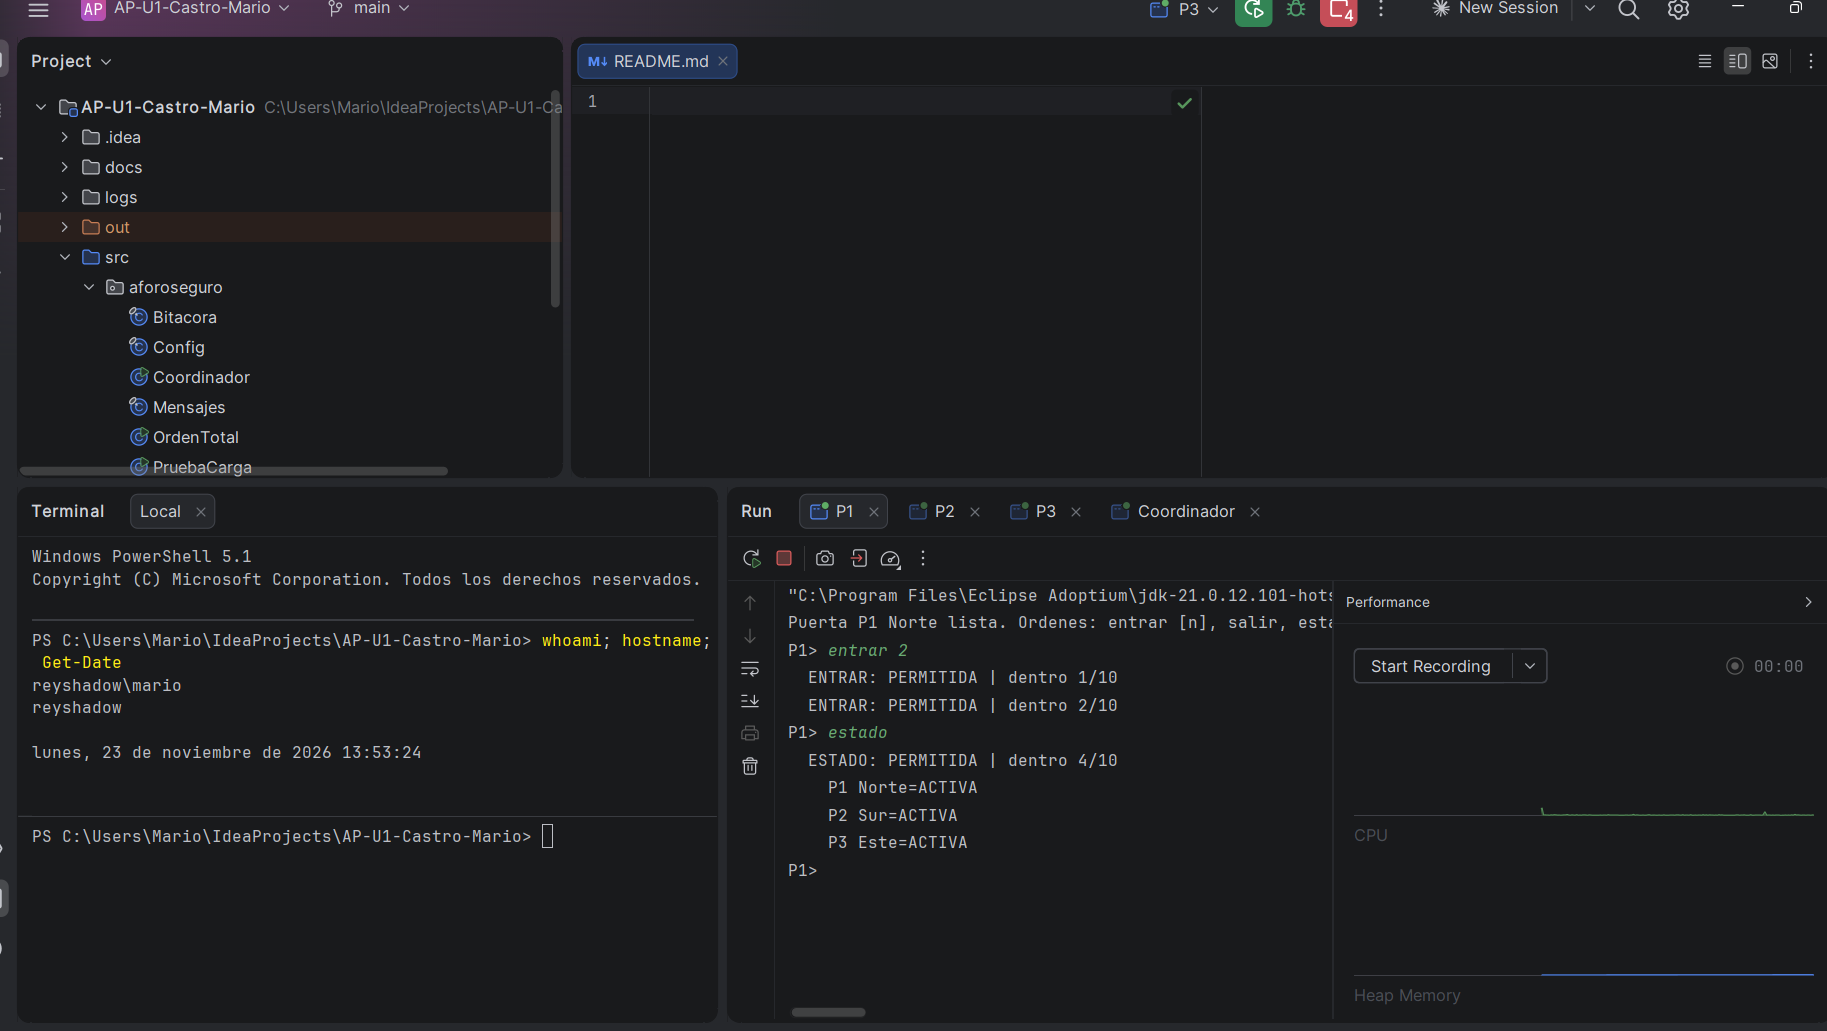 AP AP-U1-Castro-Mario main P3 4 New Session
Project
README.md
AP-U1-Castro-Mario C:\Users\Mario\IdeaProjects\AP-U1-Ca
.idea
docs
logs
out
src
aforoseguro
Bitacora
Config
Coordinador
Mensajes
OrdenTotal
PruebaCarga
1
Terminal Local
Windows PowerShell 5.1
Copyright (C) Microsoft Corporation. Todos los derechos reservados.
PS C:\Users\Mario\IdeaProjects\AP-U1-Castro-Mario> whoami; hostname;
Get-Date
reyshadow\mario
reyshadow
lunes, 23 de noviembre de 2026 13:53:24
PS C:\Users\Mario\IdeaProjects\AP-U1-Castro-Mario>
Run P1 P2 P3 Coordinador
"C:\Program Files\Eclipse Adoptium\jdk-21.0.12.101-hots
Puerta P1 Norte lista. Ordenes: entrar [n], salir, esta
P1> entrar 2
ENTRAR: PERMITIDA | dentro 1/10
ENTRAR: PERMITIDA | dentro 2/10
P1> estado
ESTADO: PERMITIDA | dentro 4/10
P1 Norte=ACTIVA
P2 Sur=ACTIVA
P3 Este=ACTIVA
P1>
Performance
Start Recording 00:00
CPU
Heap Memory